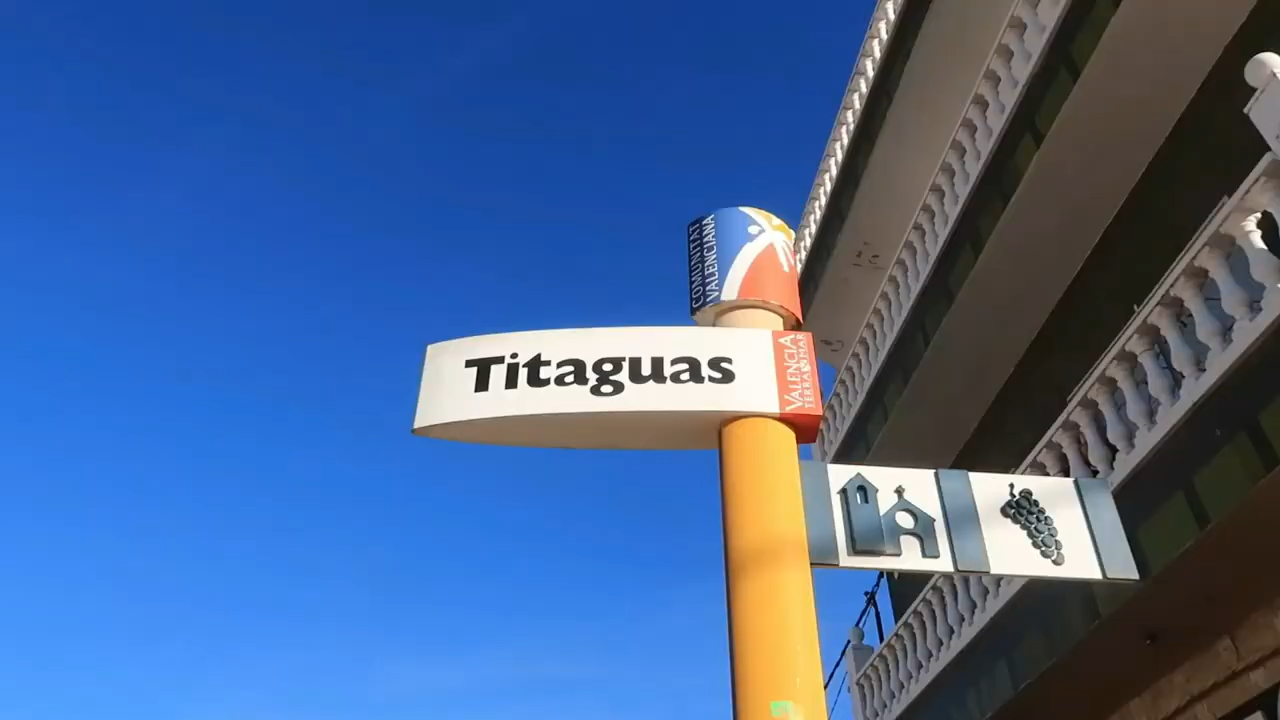 COMUNITAT
VALENCIANA
Titaguas
VALENCIA
TERRA I MAR